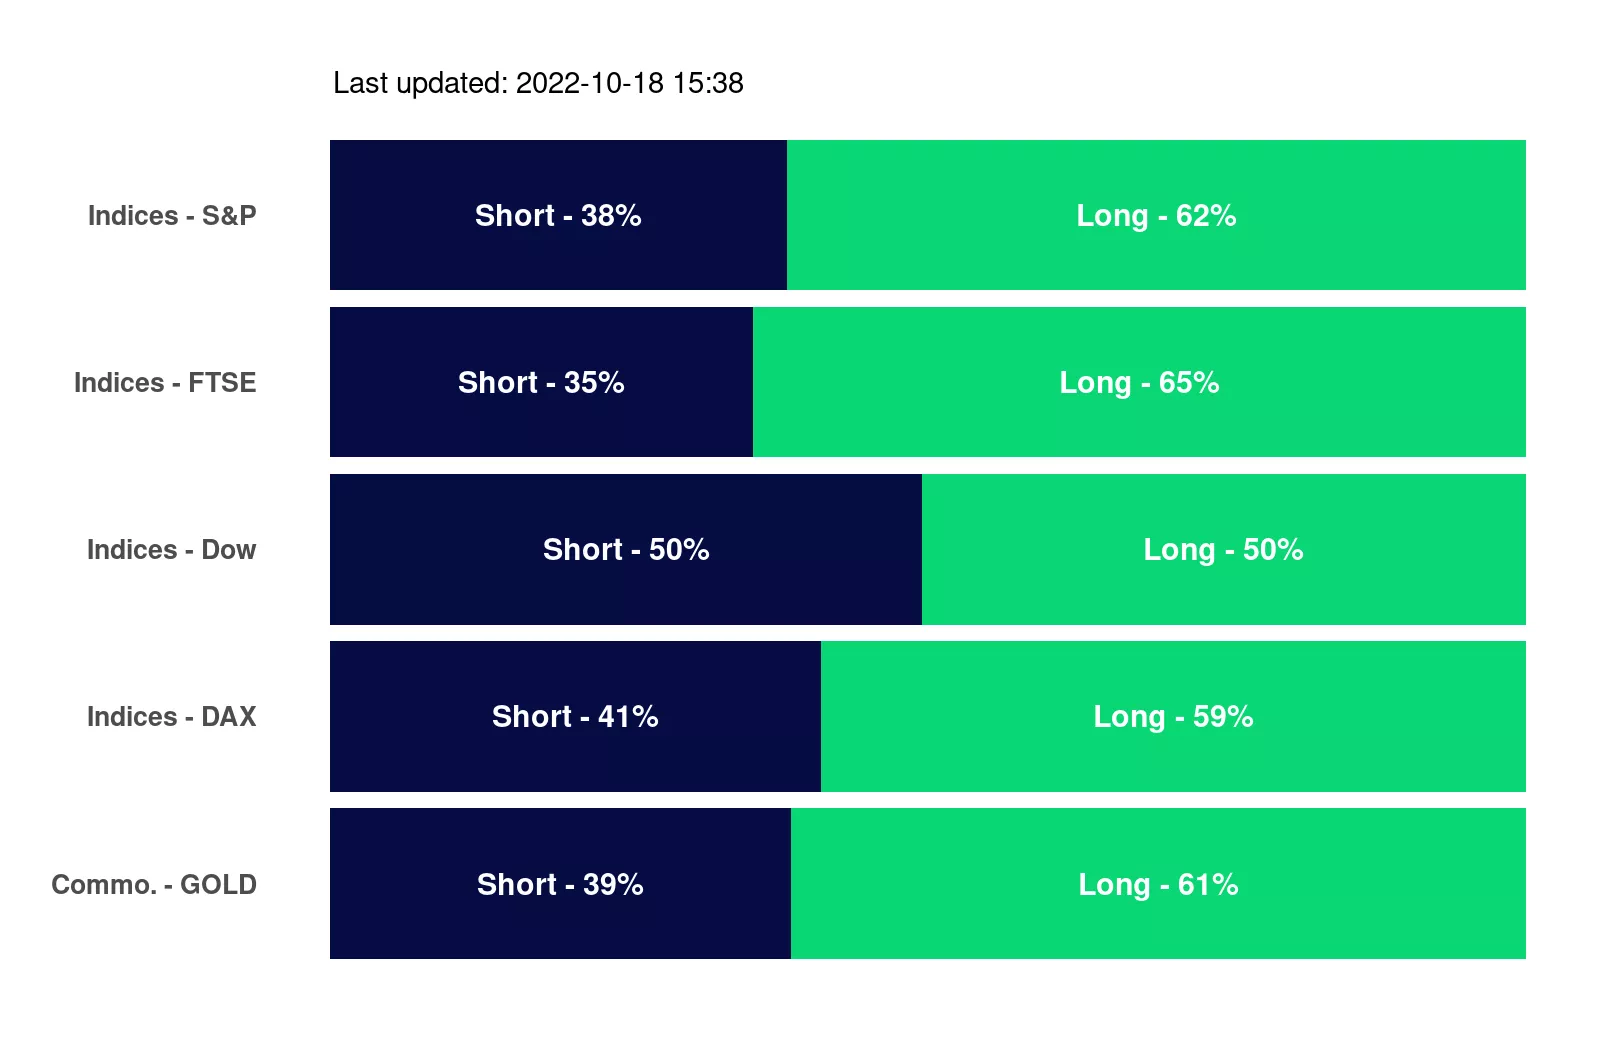 Last updated: 2022-10-18 15:38
Indices - S&P Short - 38% Long - 62%
Indices - FTSE Short - 35% Long - 65%
Indices - Dow Short - 50% Long - 50%
Indices - DAX Short - 41% Long - 59%
Commo. - GOLD Short - 39% Long - 61%